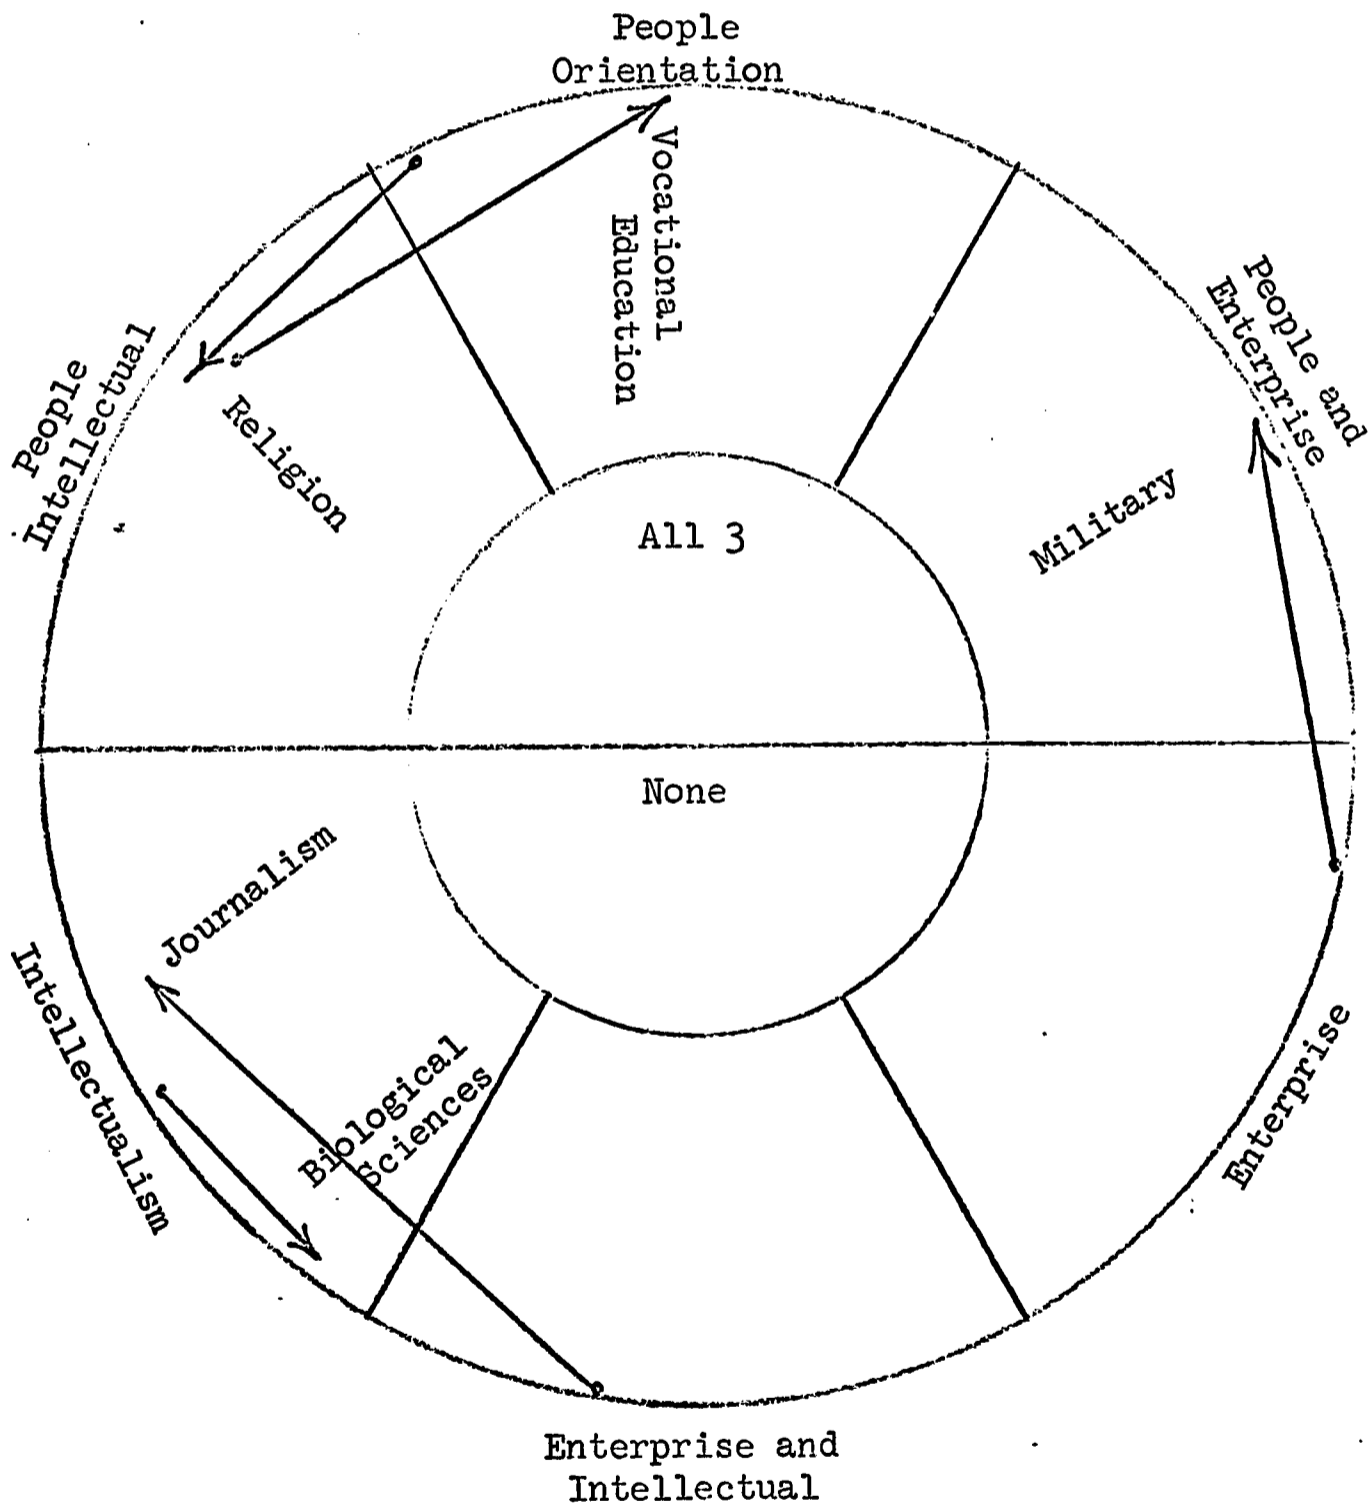 People
Orientation
Vocational
Education
People and
Enterprise
People
Intellectual
Religion
Military
All 3
None
Journalism
Intellectualism
Biological
Sciences
Enterprise
Enterprise and
Intellectual